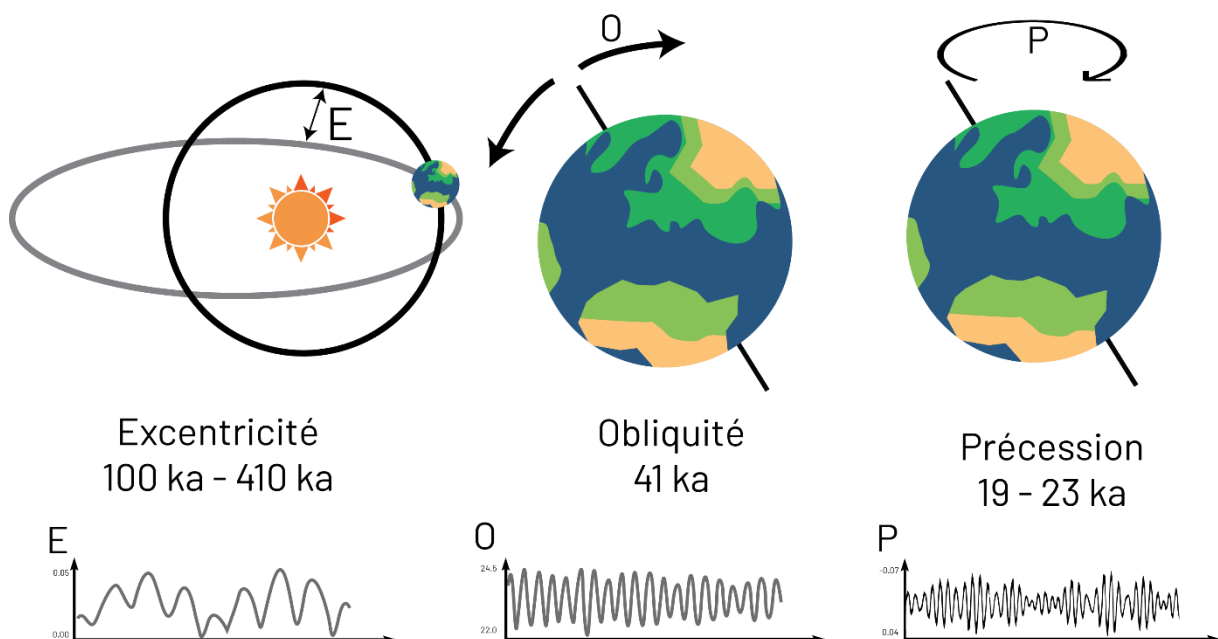 E
O
P
Excentricité
100 ka - 410 ka
Obliquité
41 ka
Précession
19 - 23 ka
E
0.05
0.00
O
24.5
22.0
P
-0.07
0.04